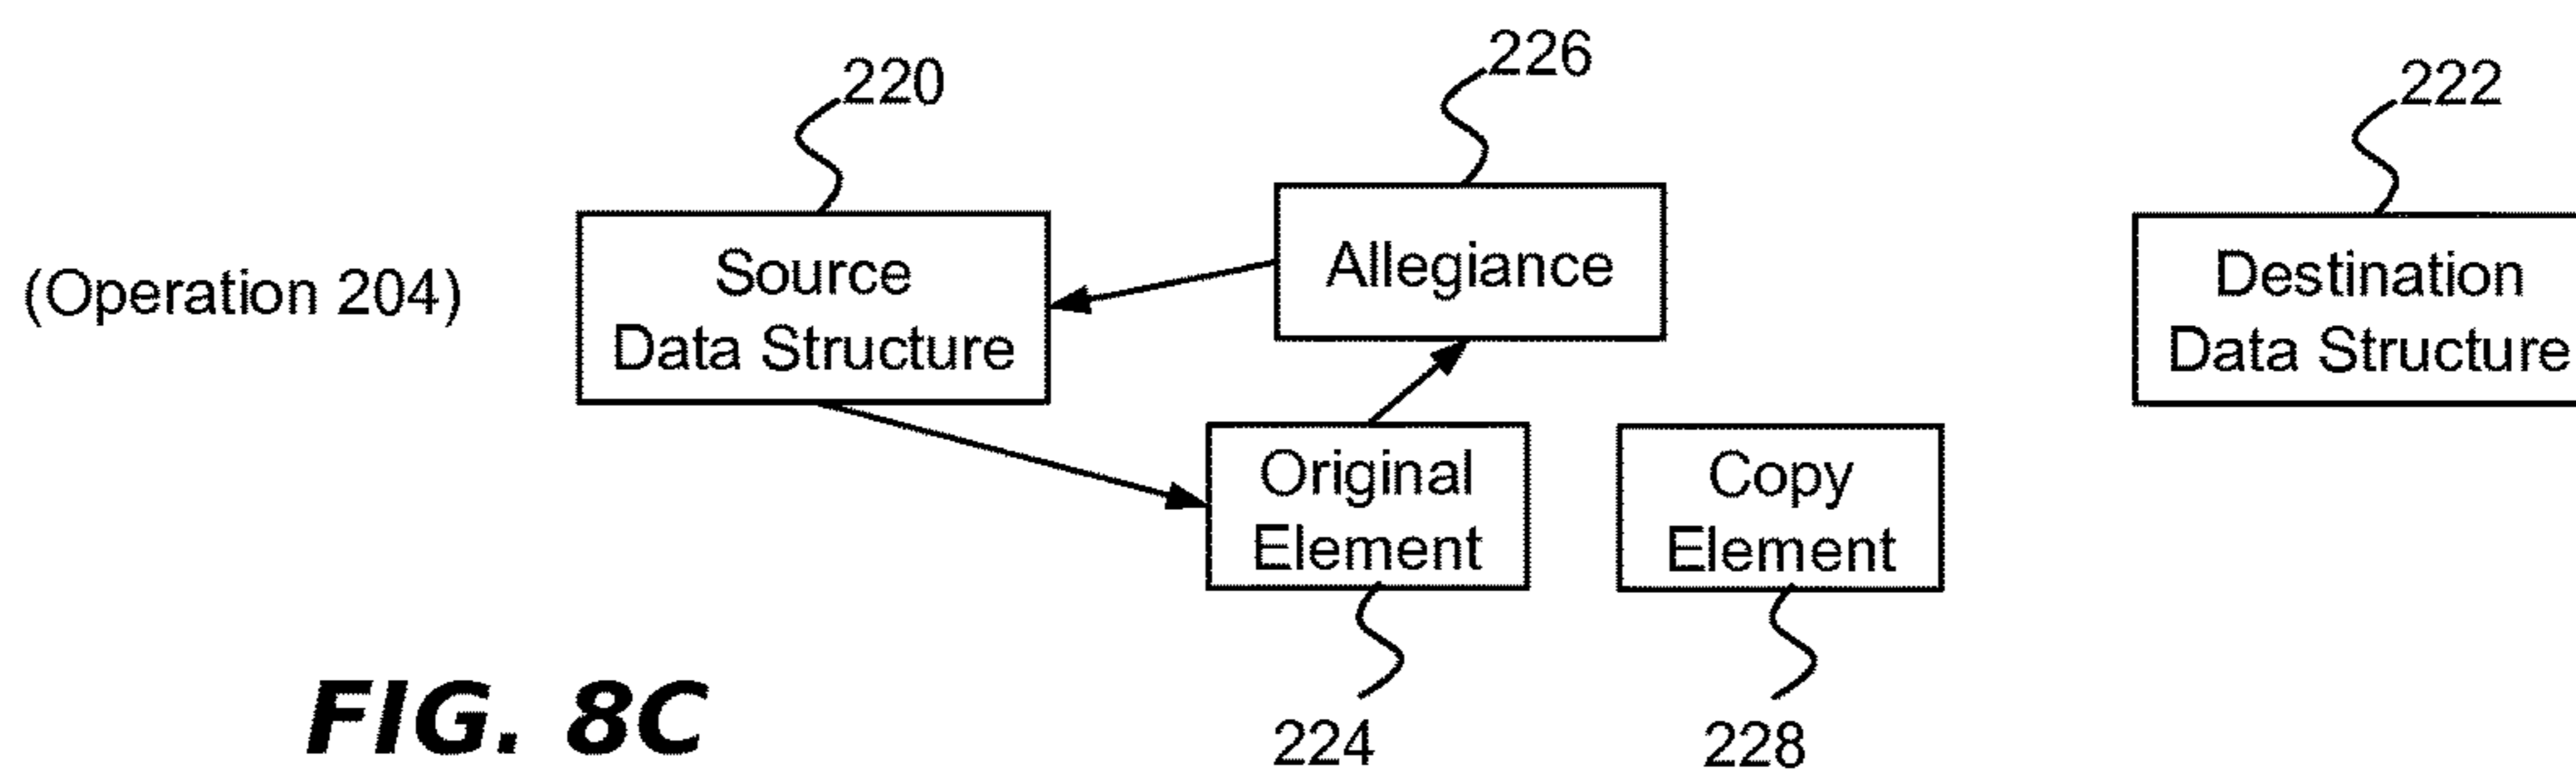 220
226
222
(Operation 204)
Source
Data Structure
Allegiance
Destination
Data Structure
Original
Element
Copy
Element
224
228
FIG. 8C